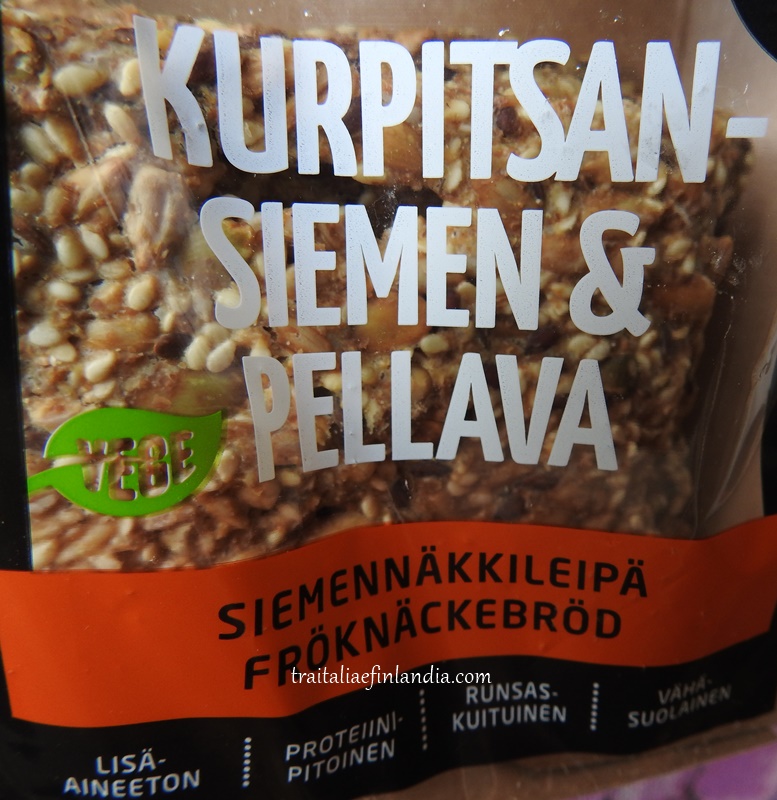 KURPITSAN-
SIEMEN &
PELLAVA
VEGE
SIEMENNÄKKILEIPÄ
FRÖKNÄCKEBRÖD
traitaliaefinlandia.com
LISÄ-
AINEETON
PROTEIINI-
PITOINEN
RUNSAS-
KUITUINEN
VÄHÄ-
SUOLAINEN